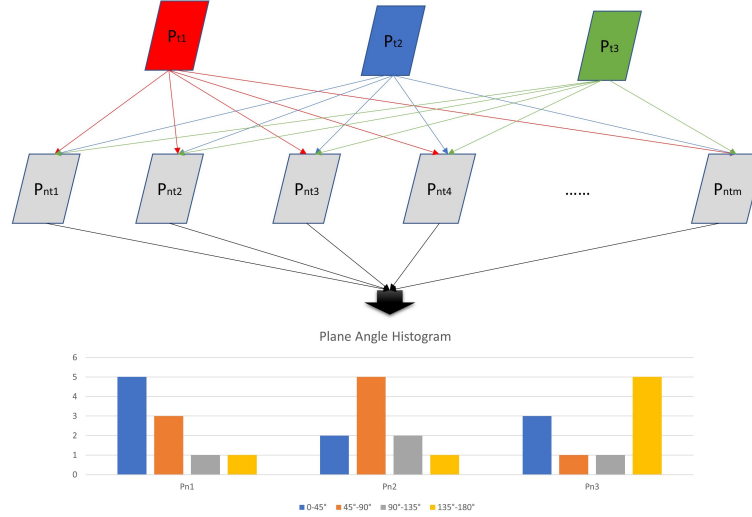 Pt1 Pt2 Pt3
Pnt1 Pnt2 Pnt3 Pnt4 ...... Pntm
Plane Angle Histogram
6
5
4
3
2
1
0
Pn1 Pn2 Pn3
0-45° 45°-90° 90°-135° 135°-180°